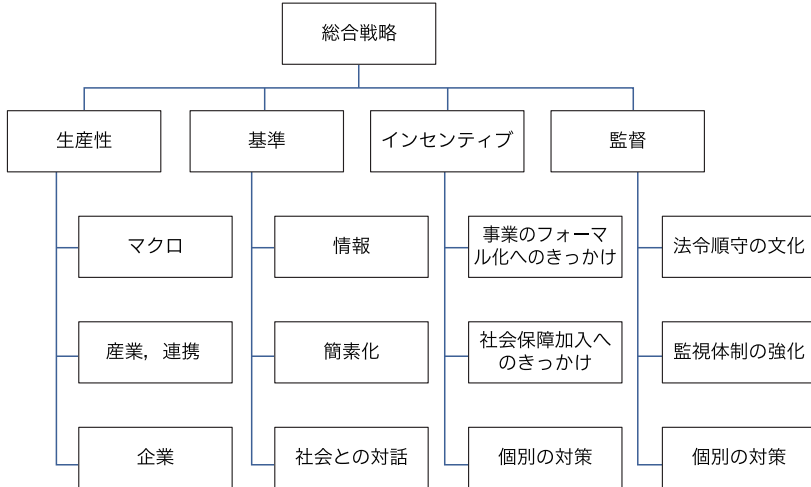 総合戦略
生産性
基準
インセンティブ
監督
マクロ
情報
事業のフォーマ
ル化へのきっかけ
法令順守の文化
産業，連携
簡素化
社会保障加入へ
のきっかけ
監視体制の強化
企業
社会との対話
個別の対策
個別の対策